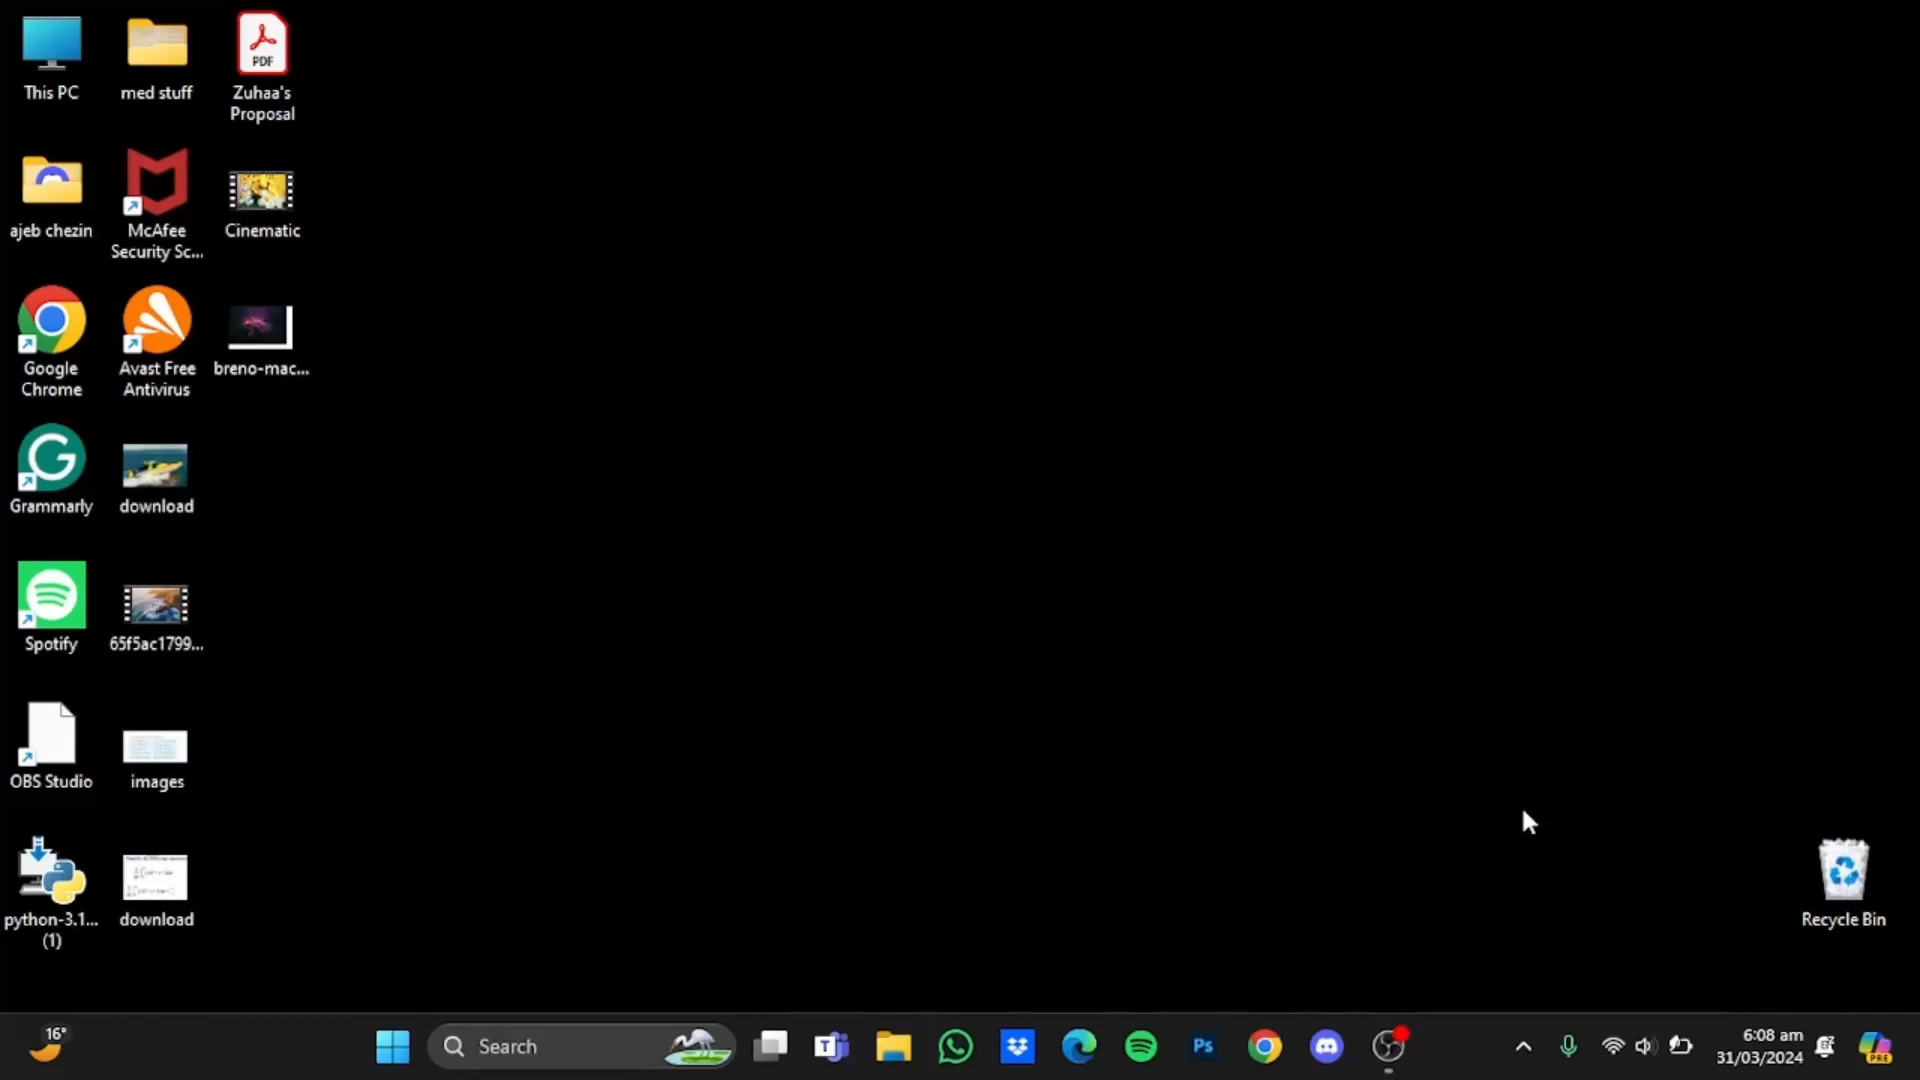 This PC
med stuff
Zuhaa's
Proposal
PDF
ajeb chezin
McAfee
Security Sc...
Cinematic
Google
Chrome
Avast Free
Antivirus
breno-mac...
Grammarly
download
Spotify
65f5ac1799...
OBS Studio
images
python-3.1...
(1)
download
Recycle Bin
16°
Search
T
Ps
6:08 am
31/03/2024
PRE